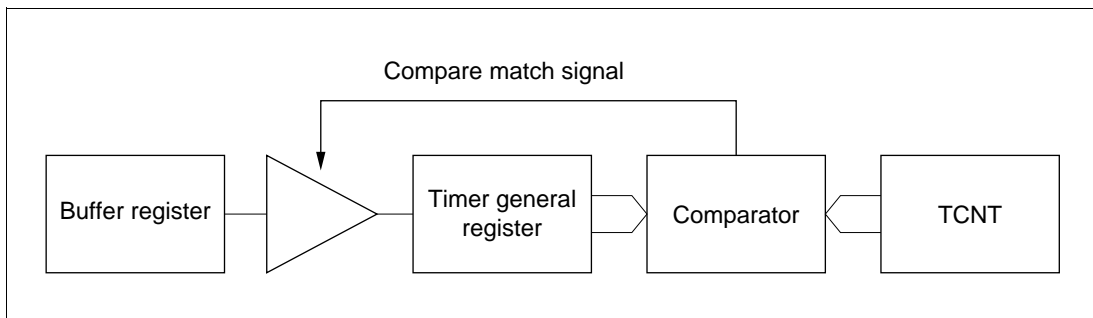 Compare match signal
Buffer register
Timer general
register
Comparator
TCNT